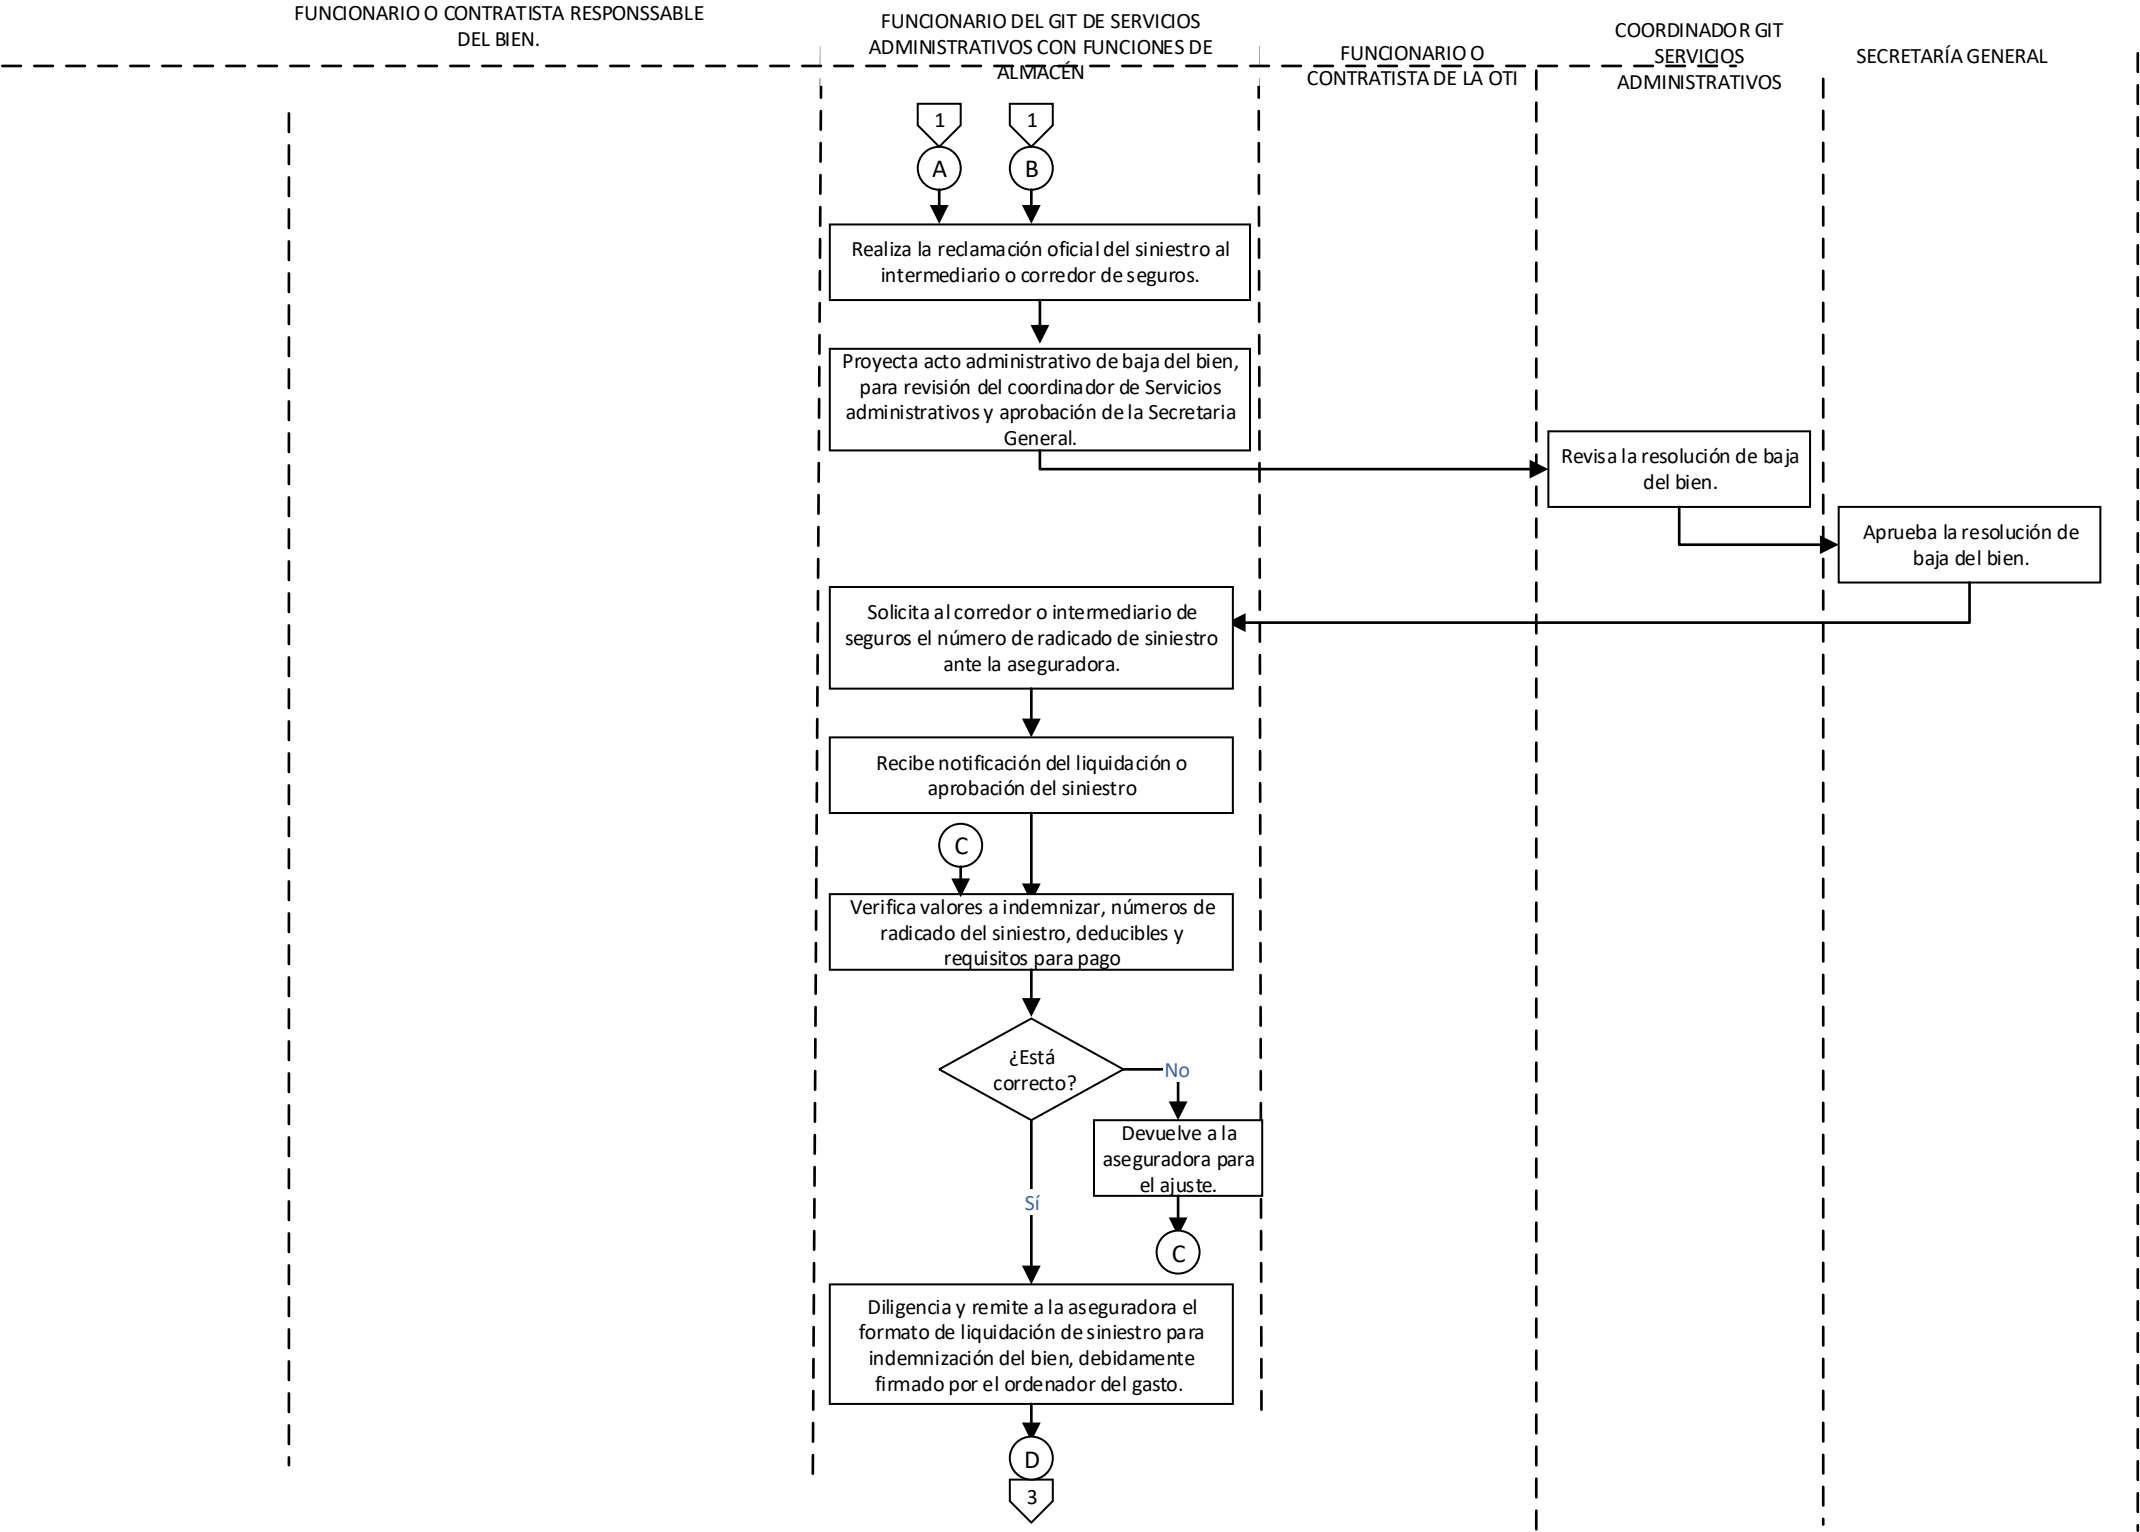 FUNCIONARIO O CONTRATISTA RESPONSSABLE
DEL BIEN.
FUNCIONARIO DEL GIT DE SERVICIOS
ADMINISTRATIVOS CON FUNCIONES DE
ALMACÉN
FUNCIONARIO O
CONTRATISTA DE LA OTI
COORDINADOR GIT
SERVICIOS
ADMINISTRATIVOS
SECRETARÍA GENERAL
1
1
A
B
Realiza la reclamación oficial del siniestro al
intermediario o corredor de seguros.
Proyecta acto administrativo de baja del bien,
para revisión del coordinador de Servicios
administrativos y aprobación de la Secretaria
General.
Revisa la resolución de baja
del bien.
Aprueba la resolución de
baja del bien.
Solicita al corredor o intermediario de
seguros el número de radicado de siniestro
ante la aseguradora.
Recibe notificación del liquidación o
aprobación del siniestro
C
Verifica valores a indemnizar, números de
radicado del siniestro, deducibles y
requisitos para pago
¿Está
correcto?
No
Devuelve a la
aseguradora para
el ajuste.
Sí
C
Diligencia y remite a la aseguradora el
formato de liquidación de siniestro para
indemnización del bien, debidamente
firmado por el ordenador del gasto.
D
3